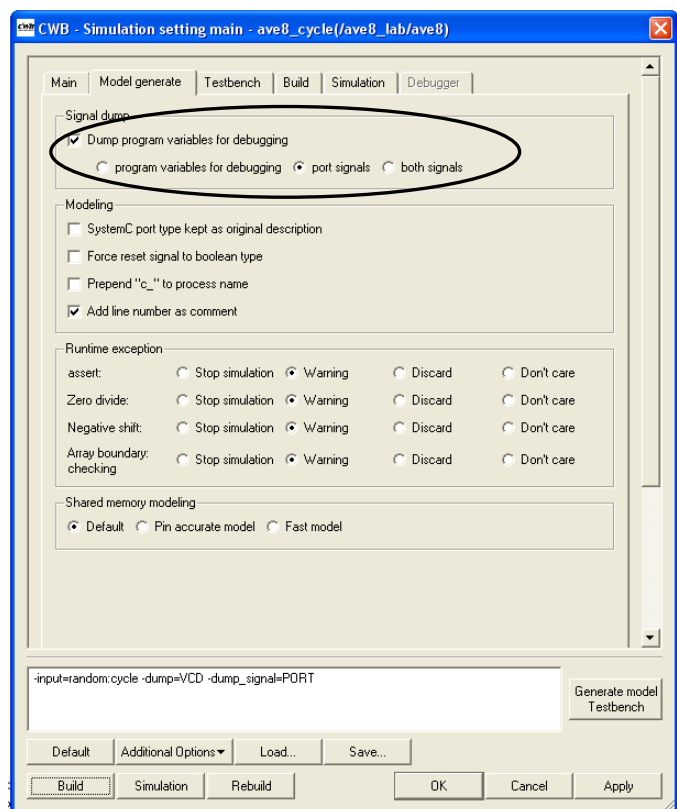 CWB - Simulation setting main - ave8_cycle(/ave8_lab/ave8)
Main Model generate Testbench Build Simulation Debugger
Signal dump
Dump program variables for debugging
program variables for debugging port signals both signals
Modeling
SystemC port type kept as original description
Force reset signal to boolean type
Prepend "c_" to process name
Add line number as comment
Runtime exception
assert: Stop simulation Warning Discard Don't care
Zero divide: Stop simulation Warning Discard Don't care
Negative shift: Stop simulation Warning Discard Don't care
Array boundary: checking Stop simulation Warning Discard Don't care
Shared memory modeling
Default Pin accurate model Fast model
-input=random:cycle -dump=VCD -dump_signal=PORT
Generate model
Testbench
Default Additional Options Load... Save...
Build Simulation Rebuild OK Cancel Apply